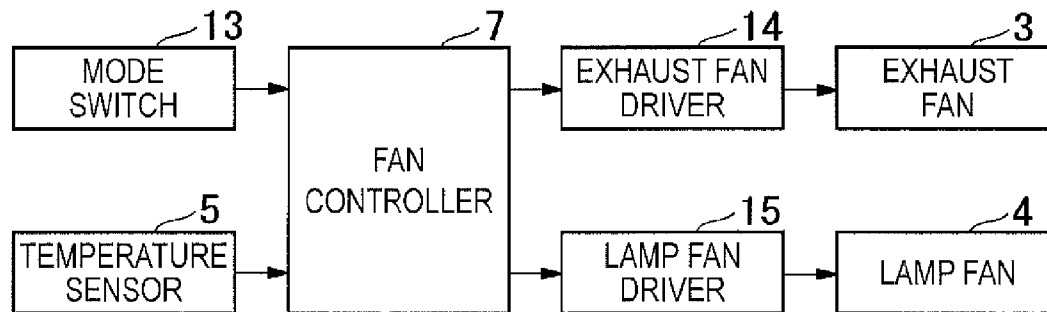 13
MODE
SWITCH
7
FAN
CONTROLLER
14
EXHAUST FAN
DRIVER
3
EXHAUST
FAN
5
TEMPERATURE
SENSOR
15
LAMP FAN
DRIVER
4
LAMP FAN